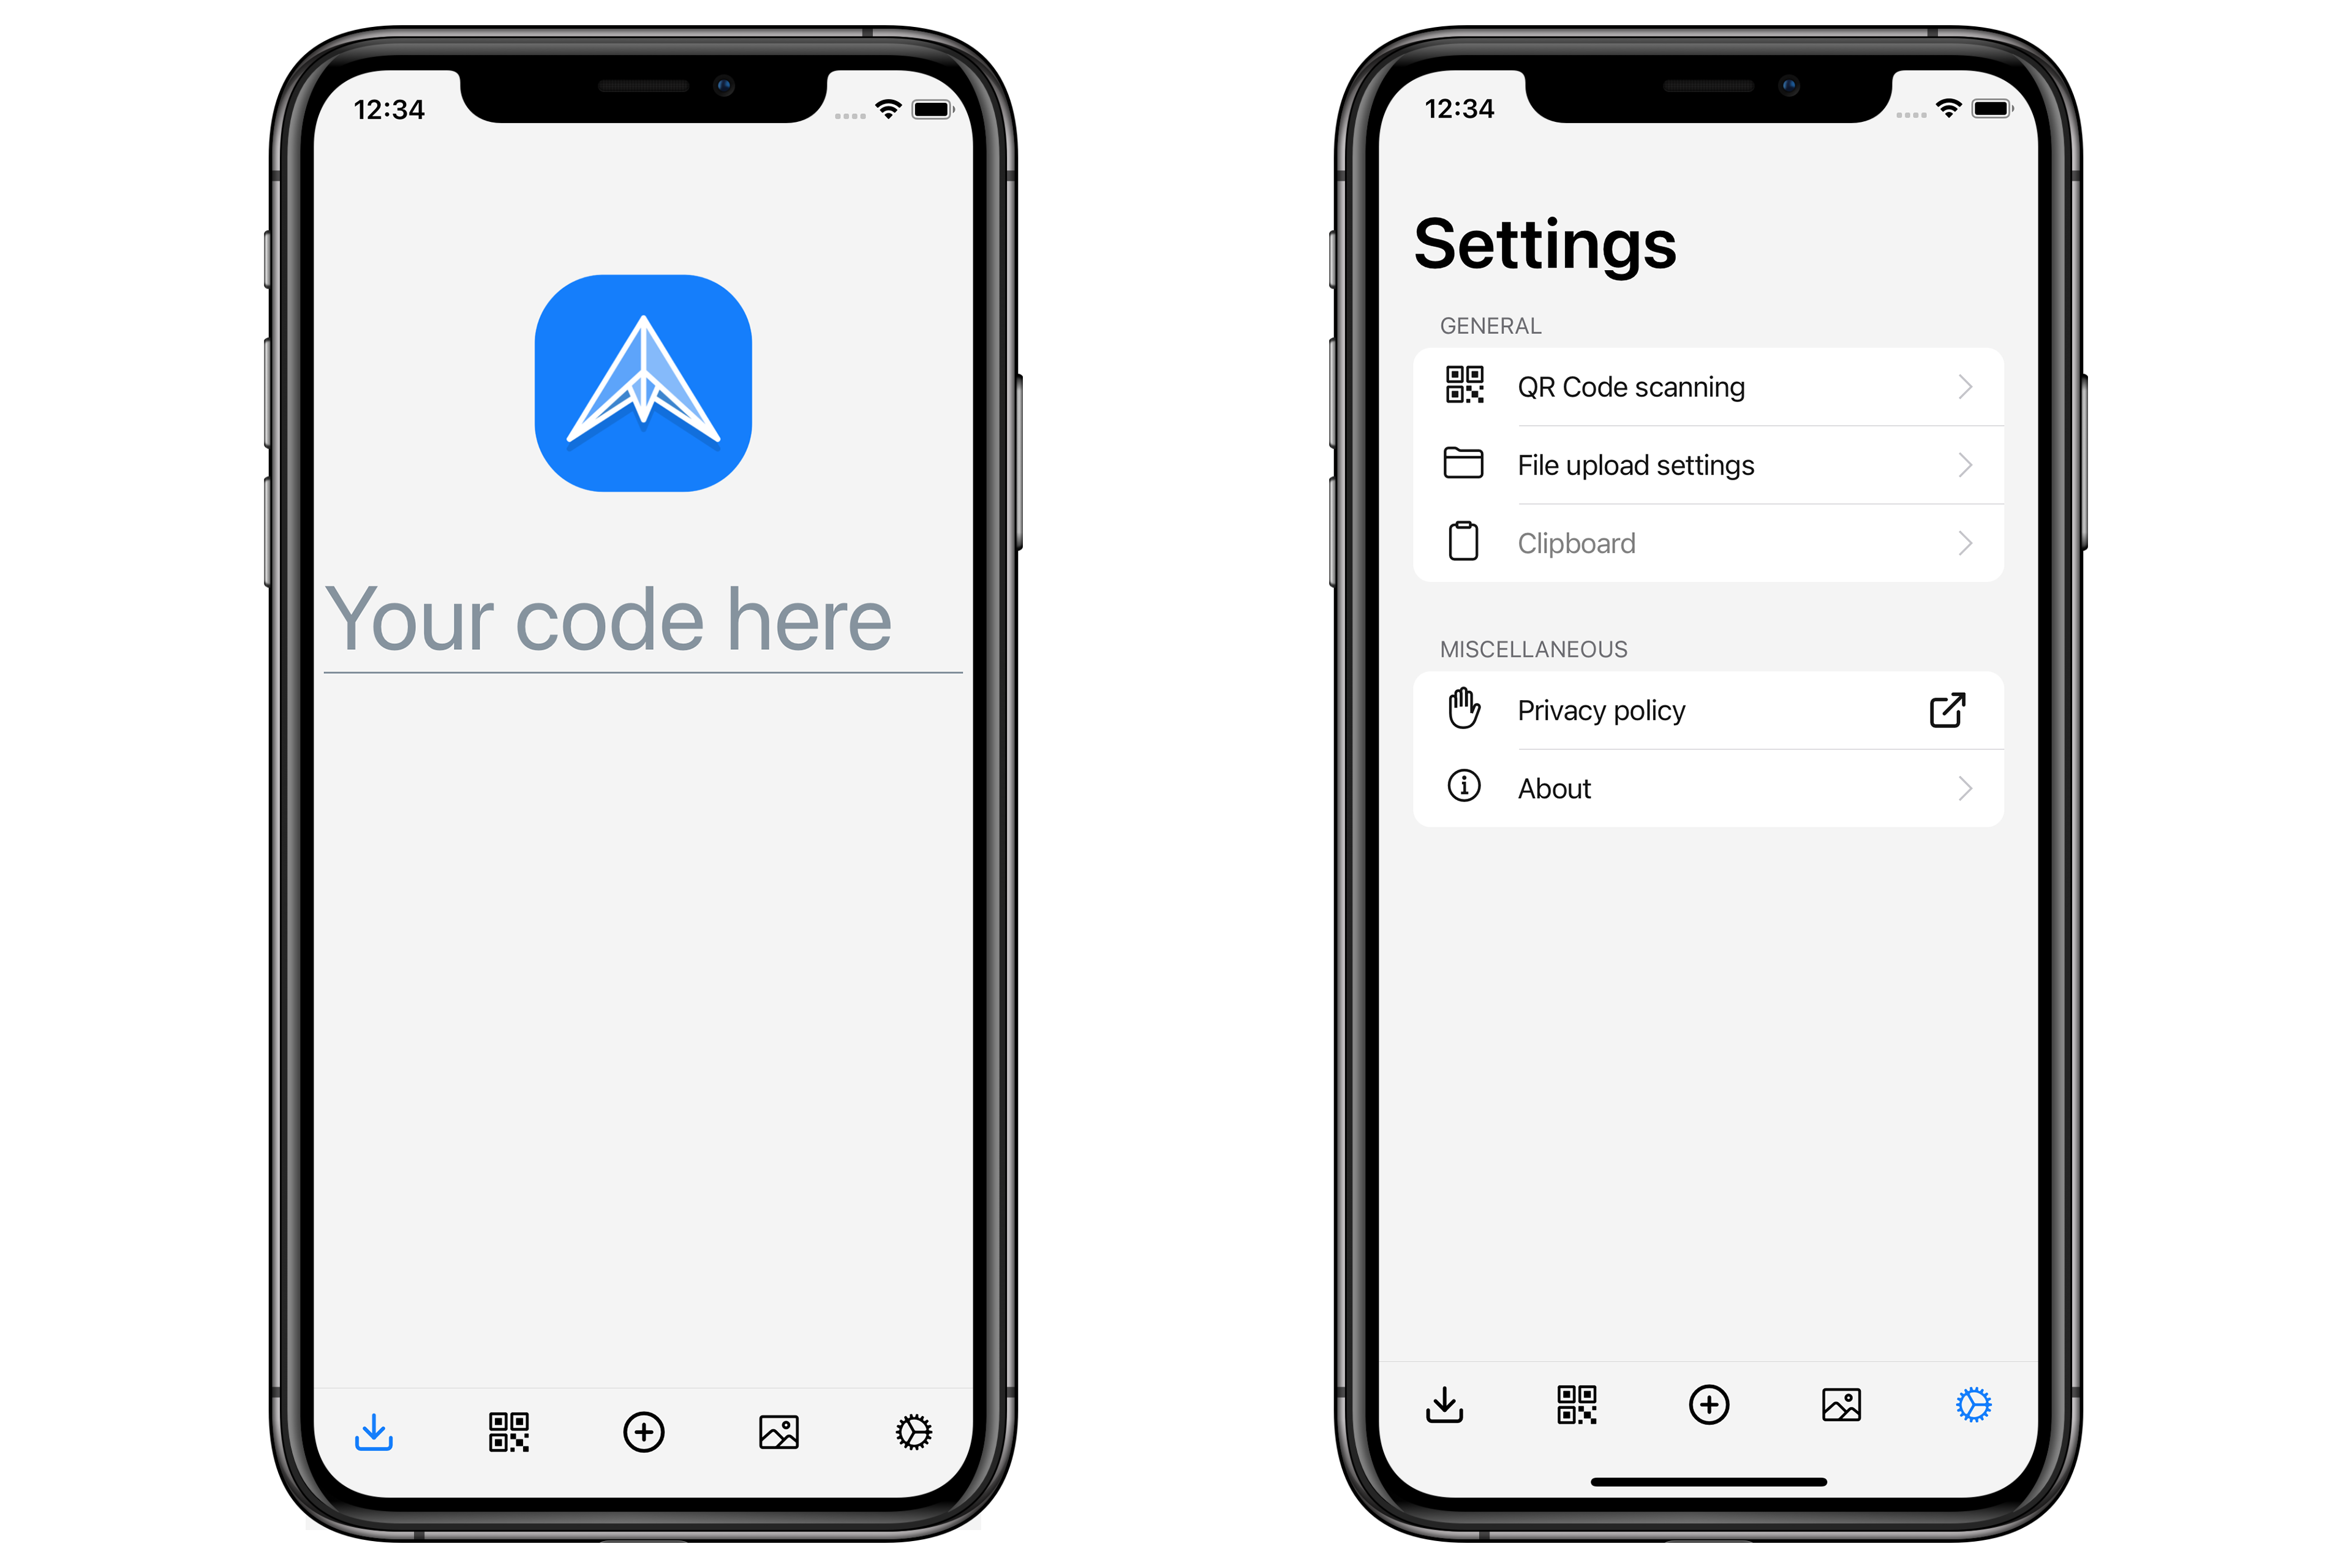 12:34
Your code here
12:34
Settings
GENERAL
QR Code scanning
File upload settings
Clipboard
MISCELLANEOUS
Privacy policy
About